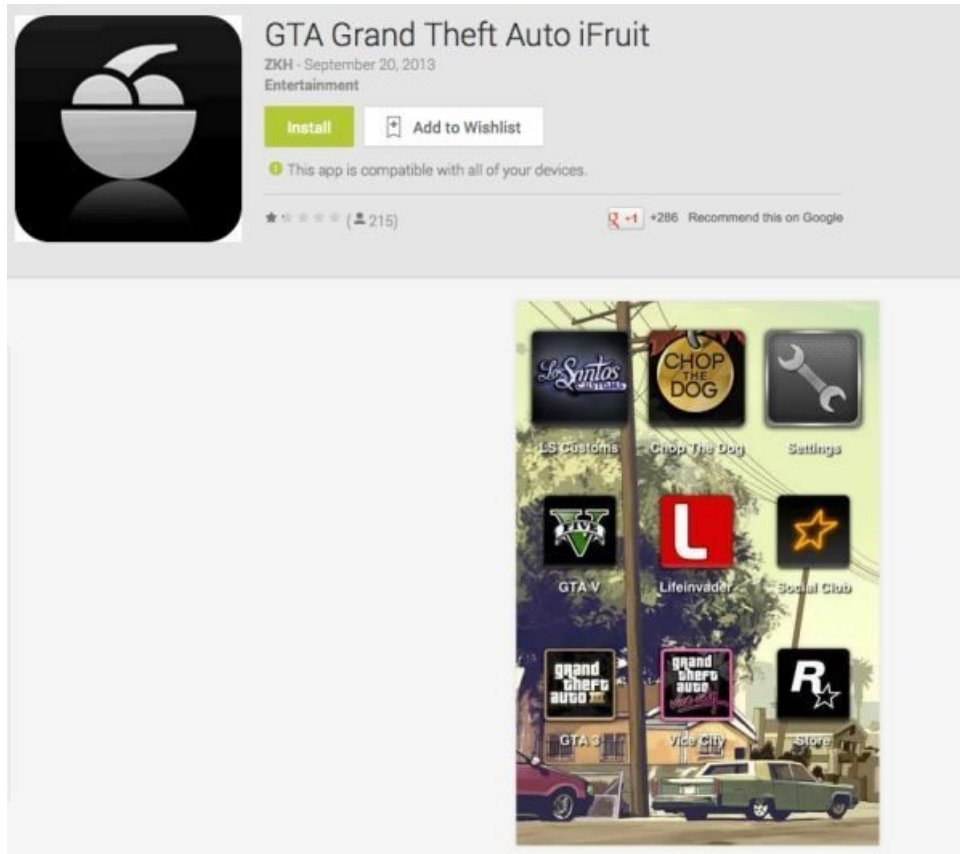 GTA Grand Theft Auto iFruit
ZKH - September 20, 2013
Entertainment
Install
Add to Wishlist
This app is compatible with all of your devices.
(215)
g +1 +286 Recommend this on Google
Los Santos
CUSTOMS
CHOP
THE
DOG
LS Customs Chop The Dog Settings
FIVE
V
L
GTA V Lifeinvader Social Club
grand
theft
auto III
grand
theft
auto
vice city
R
GTA 3 Vice City Store